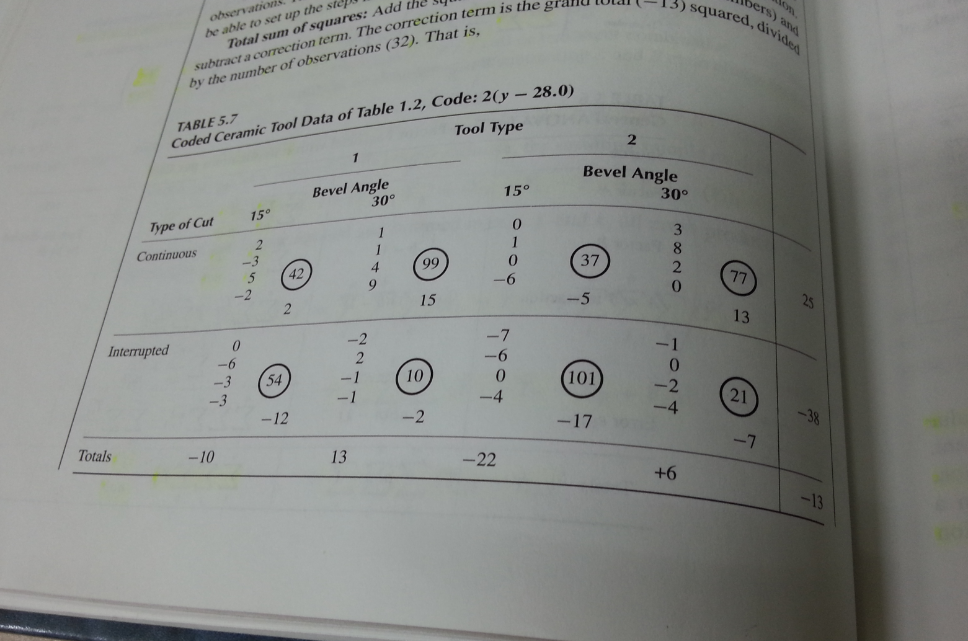 observations.
be able to set up the steps
Total sum of squares: Add the
subtract a correction term. The correction term is the grand total (−13) squared, divided
by the number of observations (32). That is,
TABLE 5.7
Coded Ceramic Tool Data of Table 1.2, Code: 2(y − 28.0)
Tool Type
1 2
Bevel Angle Bevel Angle
Type of Cut 15° 30° 15° 30°
Continuous 2 1 0 3
−3 1 1 8
5 4 0 2
−2 9 −6 0
42 99 37 77
2 15 −5 13 25
Interrupted 0 −2 −7 −1
−6 2 −6 0
−3 −1 0 −2
−3 −1 −4 −4
54 10 101 21
−12 −2 −17 −7 −38
Totals −10 13 −22 +6 −13